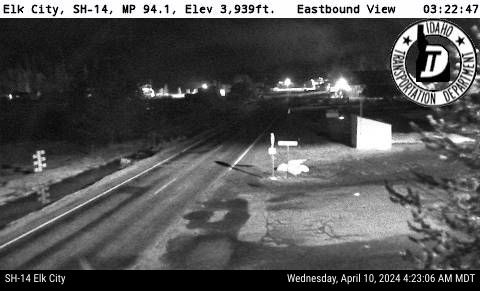 Elk City, SH-14, MP 94.1, Elev 3,939ft. Eastbound View 03:22:47
IDAHO
TRANSPORTATION DEPARTMENT
SH-14 Elk City Wednesday, April 10, 2024 4:23:06 AM MDT